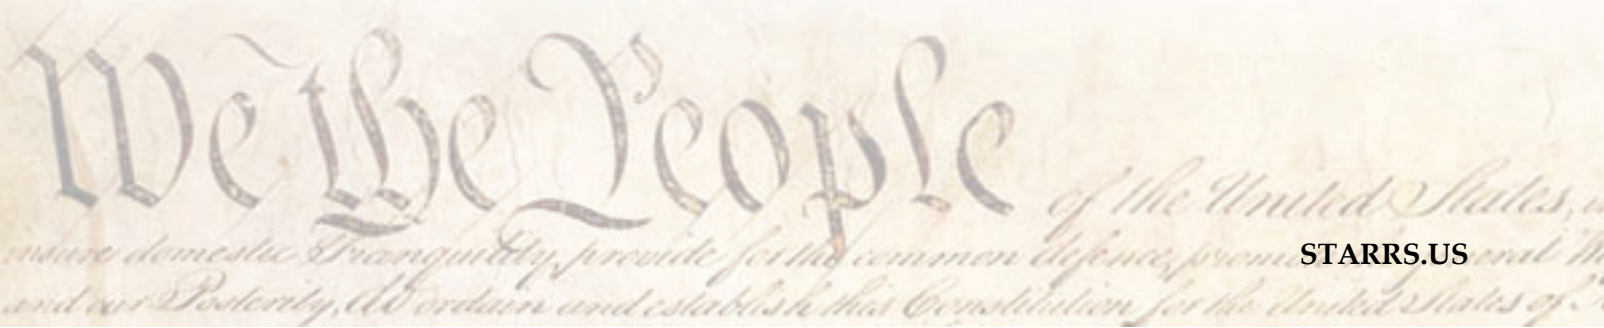 We the People of the United States,
insure domestic Tranquility, provide for the common defence, promo
STARRS.US
and our Posterity, do ordain and establish this Constitution for the United States of